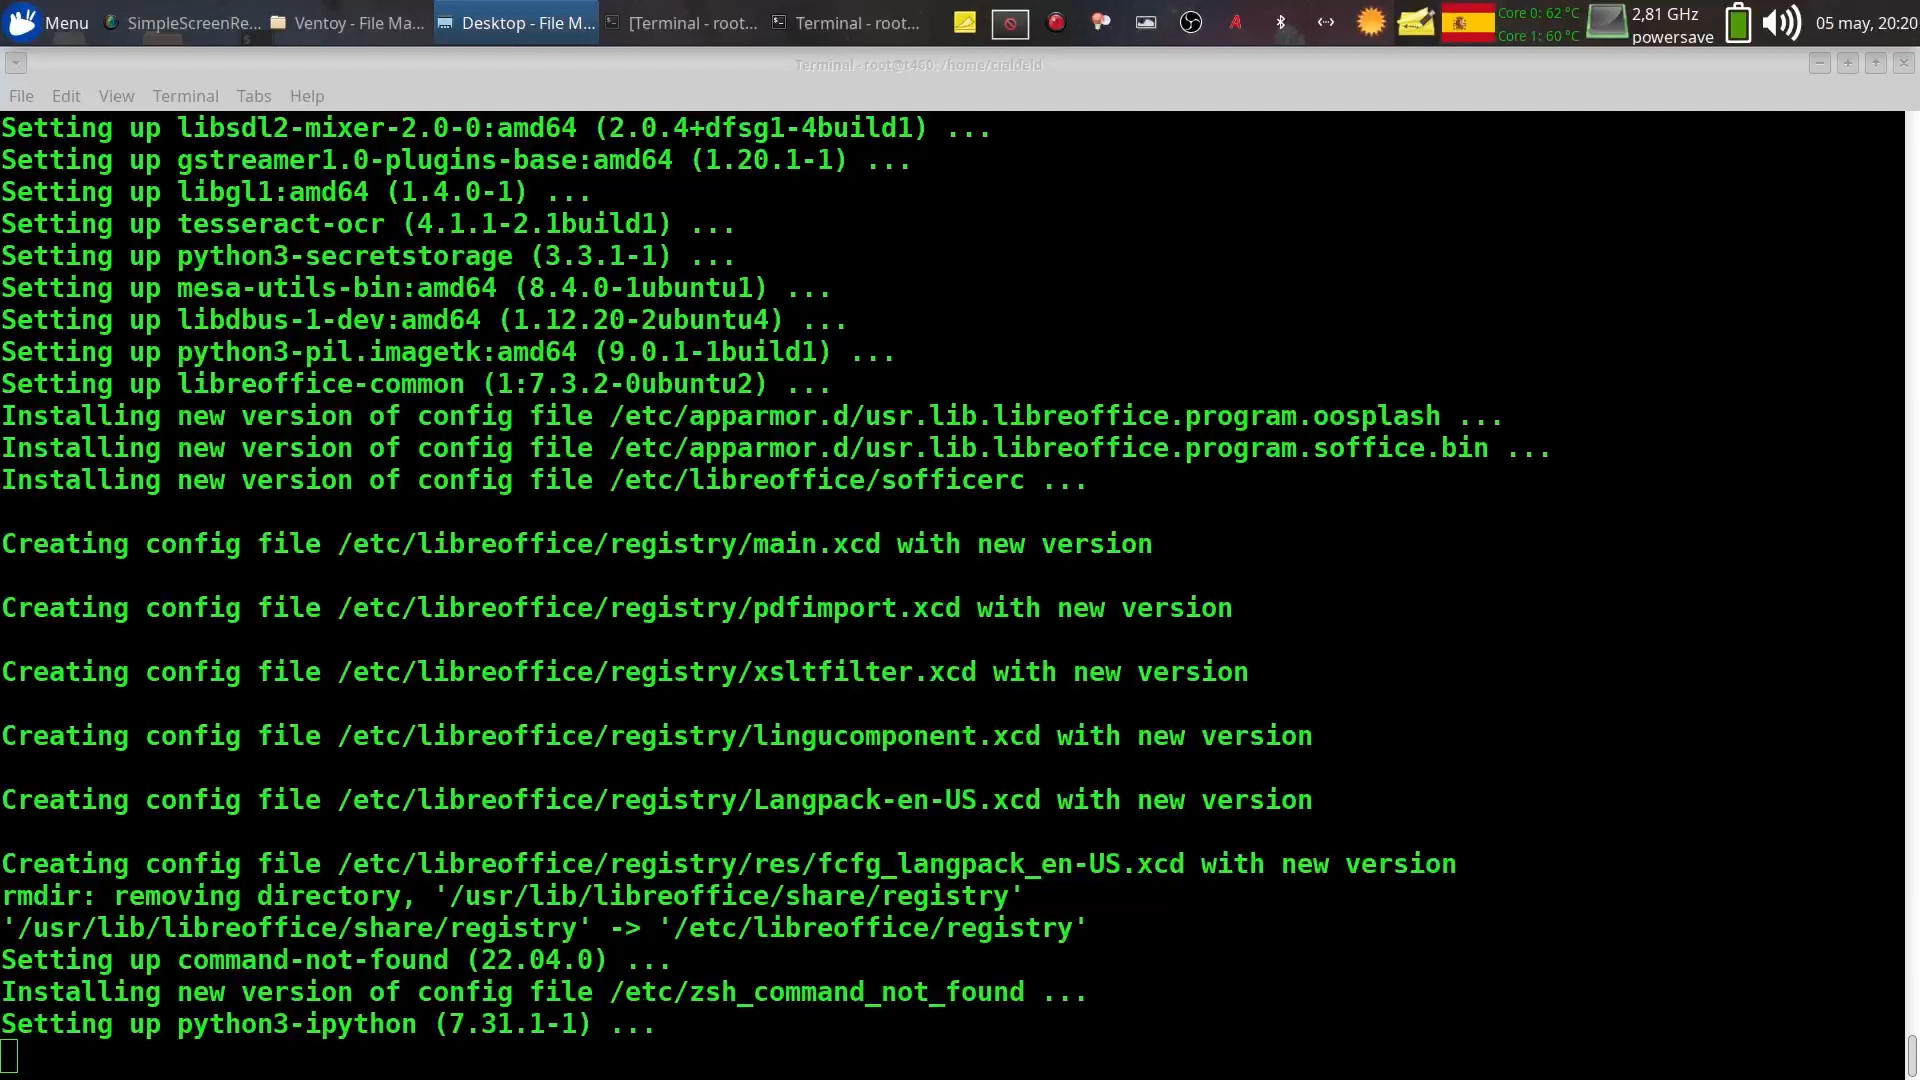 Menu SimpleScreenRe... Ventoy - File Ma... Desktop - File M... [Terminal - root... Terminal - root... Core 0: 62 °C 2,81 GHz 05 may, 20:20
Core 1: 60 °C powersave
Terminal - root@t460: /home/cjaldeld
File Edit View Terminal Tabs Help
Setting up libsdl2-mixer-2.0-0:amd64 (2.0.4+dfsg1-4build1) ...
Setting up gstreamer1.0-plugins-base:amd64 (1.20.1-1) ...
Setting up libgl1:amd64 (1.4.0-1) ...
Setting up tesseract-ocr (4.1.1-2.1build1) ...
Setting up python3-secretstorage (3.3.1-1) ...
Setting up mesa-utils-bin:amd64 (8.4.0-1ubuntu1) ...
Setting up libdbus-1-dev:amd64 (1.12.20-2ubuntu4) ...
Setting up python3-pil.imagetk:amd64 (9.0.1-1build1) ...
Setting up libreoffice-common (1:7.3.2-0ubuntu2) ...
Installing new version of config file /etc/apparmor.d/usr.lib.libreoffice.program.oosplash ...
Installing new version of config file /etc/apparmor.d/usr.lib.libreoffice.program.soffice.bin ...
Installing new version of config file /etc/libreoffice/sofficerc ...
Creating config file /etc/libreoffice/registry/main.xcd with new version
Creating config file /etc/libreoffice/registry/pdfimport.xcd with new version
Creating config file /etc/libreoffice/registry/xsltfilter.xcd with new version
Creating config file /etc/libreoffice/registry/lingucomponent.xcd with new version
Creating config file /etc/libreoffice/registry/Langpack-en-US.xcd with new version
Creating config file /etc/libreoffice/registry/res/fcfg_langpack_en-US.xcd with new version
rmdir: removing directory, '/usr/lib/libreoffice/share/registry'
'/usr/lib/libreoffice/share/registry' -> '/etc/libreoffice/registry'
Setting up command-not-found (22.04.0) ...
Installing new version of config file /etc/zsh_command_not_found ...
Setting up python3-ipython (7.31.1-1) ...